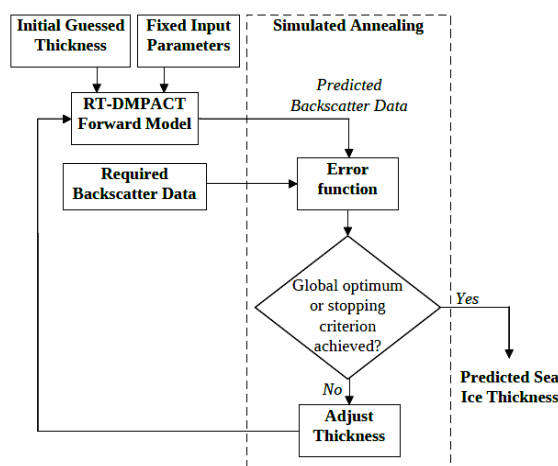 Initial Guessed
Thickness
Fixed Input
Parameters
Simulated Annealing
RT-DMPACT
Forward Model
Predicted
Backscatter Data
Required
Backscatter Data
Error
function
Global optimum
or stopping
criterion
achieved?
Yes
No
Predicted Sea
Ice Thickness
Adjust
Thickness